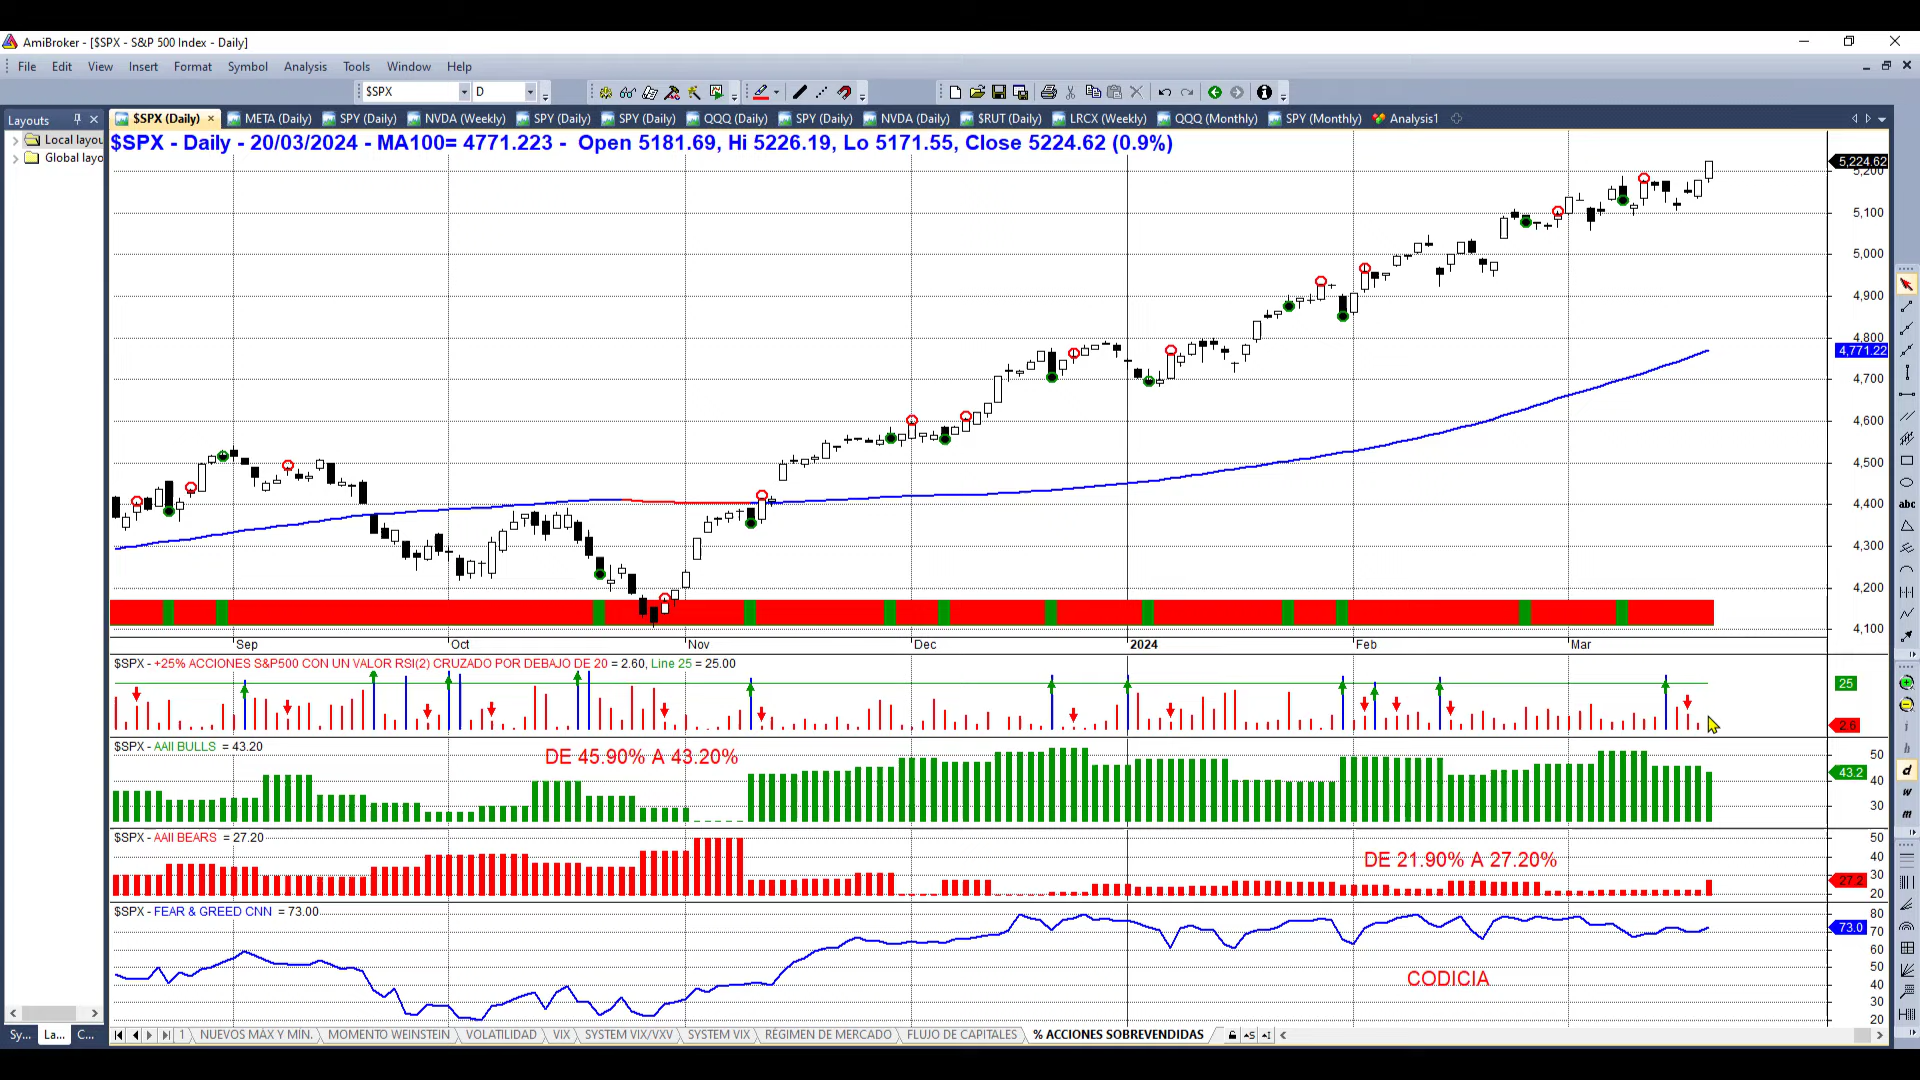 AmiBroker - [$SPX - S&P 500 Index - Daily]
File Edit View Insert Format Symbol Analysis Tools Window Help
$SPX D
Layouts
$SPX (Daily) META (Daily) SPY (Daily) NVDA (Weekly) SPY (Daily) SPY (Daily) QQQ (Daily) SPY (Daily) NVDA (Daily) $RUT (Daily) LRCX (Weekly) QQQ (Monthly) SPY (Monthly) Analysis1
Local layou
Global layo
$SPX - Daily - 20/03/2024 - MA100= 4771.223 - Open 5181.69, Hi 5226.19, Lo 5171.55, Close 5224.62 (0.9%)
5,224.62
5,200
5,100
5,000
4,900
4,800
4,771.22
4,700
4,600
4,500
4,400
4,300
4,200
4,100
Sep Oct Nov Dec 2024 Feb Mar
$SPX - +25% ACCIONES S&P500 CON UN VALOR RSI(2) CRUZADO POR DEBAJO DE 20 = 2.60, Line 25 = 25.00
25
2.6
$SPX - AAII BULLS = 43.20
DE 45.90% A 43.20%
50
43.2
40
30
$SPX - AAII BEARS = 27.20
DE 21.90% A 27.20%
50
40
30
27.2
20
$SPX - FEAR & GREED CNN = 73.00
CODICIA
80
73.0
70
60
50
40
30
20
abc
i
h
d
w
m
Sy... La... C...
1 NUEVOS MAX Y MÍN. MOMENTO WEINSTEIN VOLATILIDAD VIX SYSTEM VIX/VXV SYSTEM VIX RÉGIMEN DE MERCADO FLUJO DE CAPITALES % ACCIONES SOBREVENDIDAS